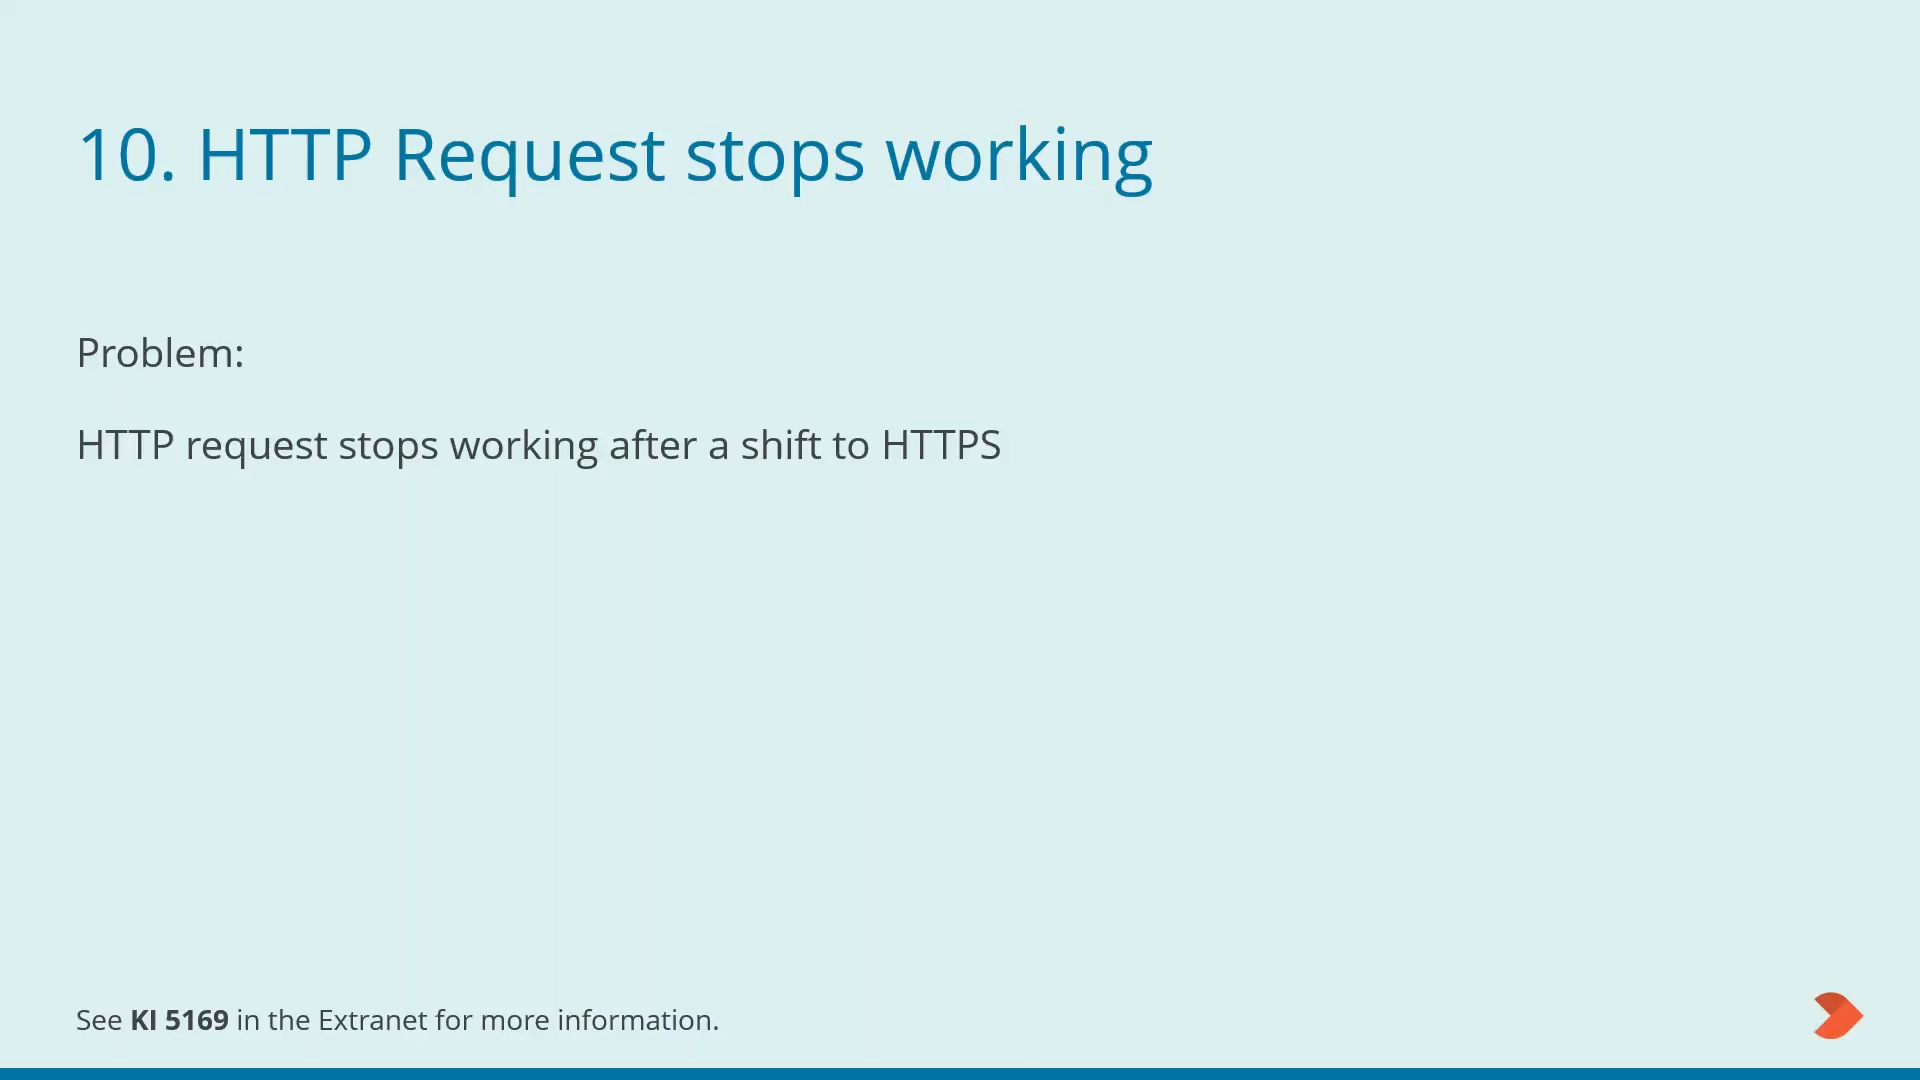 10. HTTP Request stops working
Problem:
HTTP request stops working after a shift to HTTPS
See KI 5169 in the Extranet for more information.